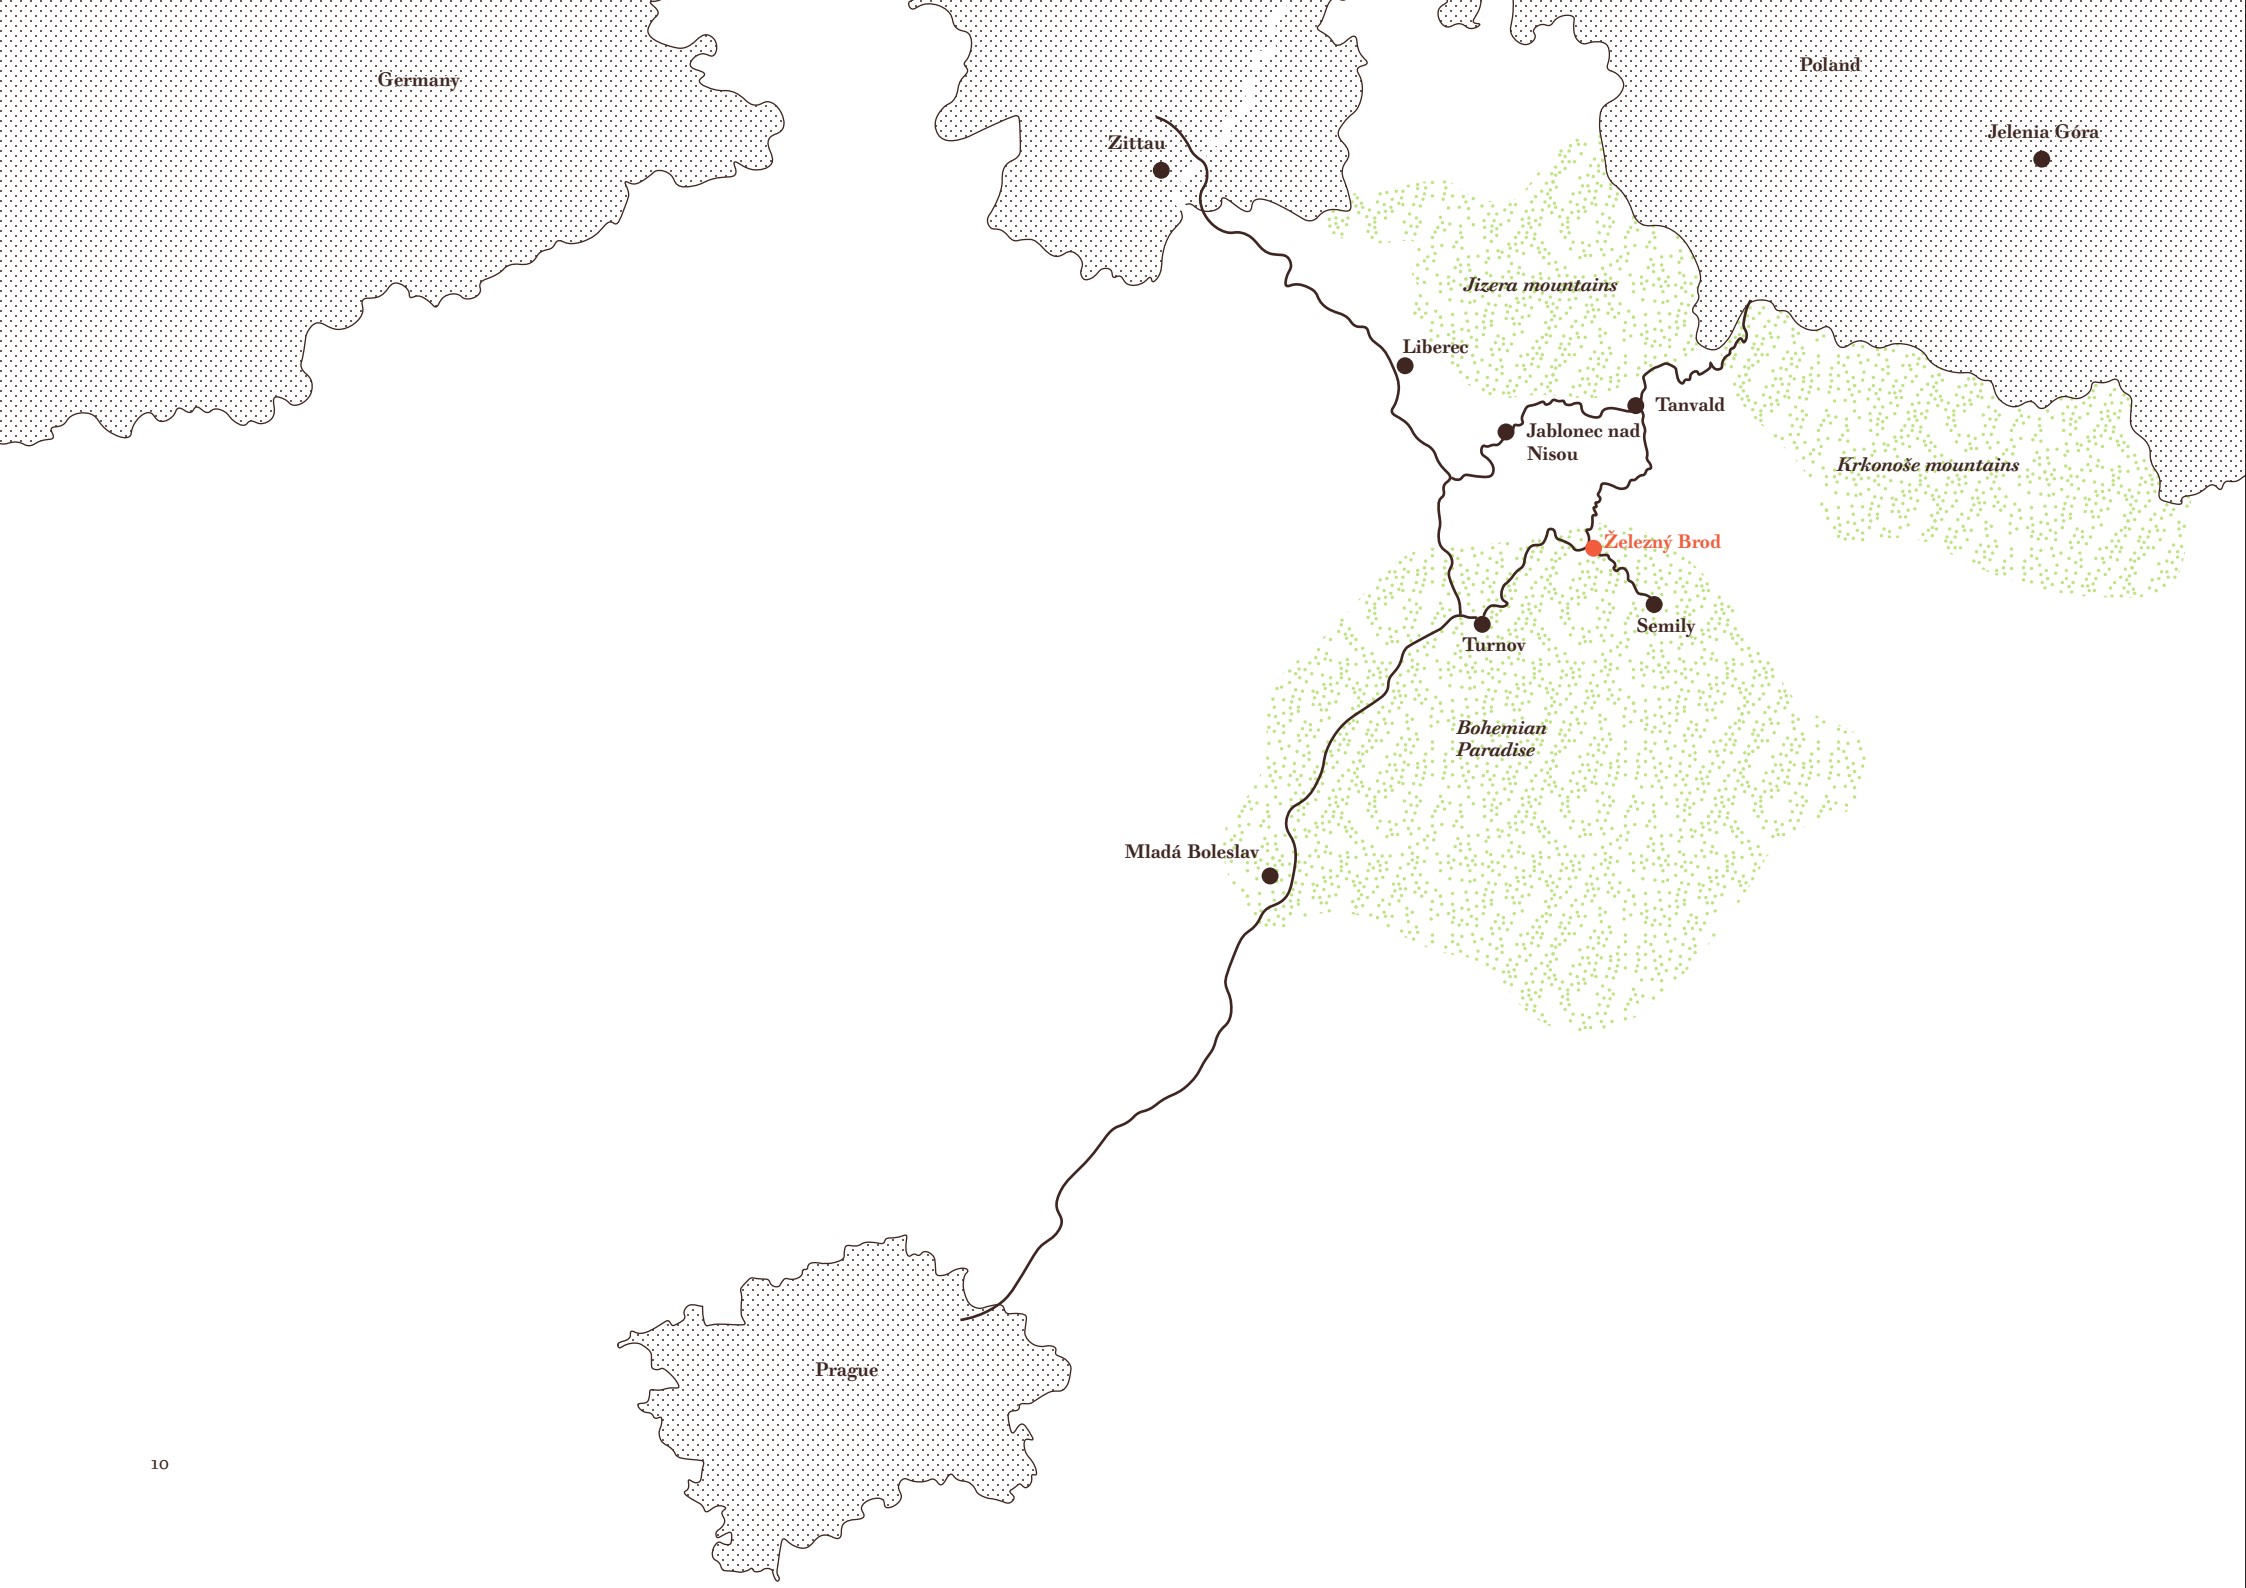 Germany
Poland
Jelenia Góra
Zittau
Jizera mountains
Liberec
Tanvald
Jablonec nad
Nisou
Krkonoše mountains
Železný Brod
Semily
Turnov
Bohemian
Paradise
Mladá Boleslav
Prague
10